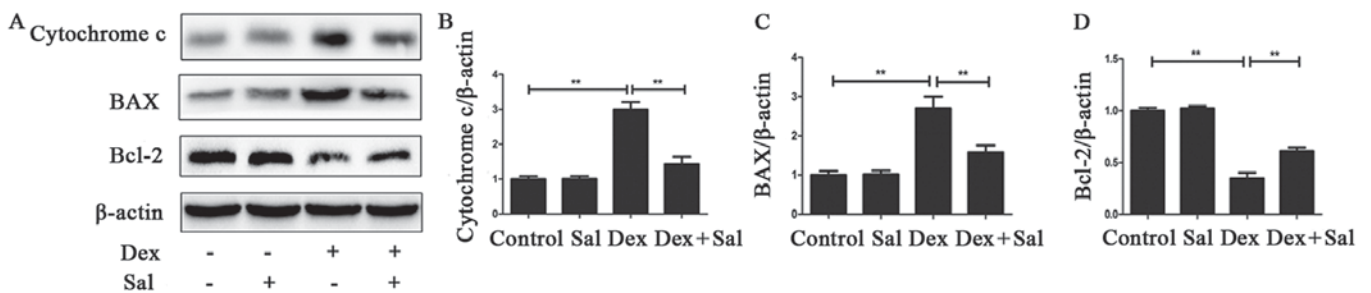 A
Cytochrome c
BAX
Bcl-2
β-actin
Dex - - + +
Sal - + - +
B
Cytochrome c/β-actin
4
3
2
1
0
** **
Control Sal Dex Dex+Sal
C
BAX/β-actin
4
3
2
1
0
** **
Control Sal Dex Dex+Sal
D
Bcl-2/β-actin
1.5
1.0
0.5
0.0
** **
Control Sal Dex Dex+Sal